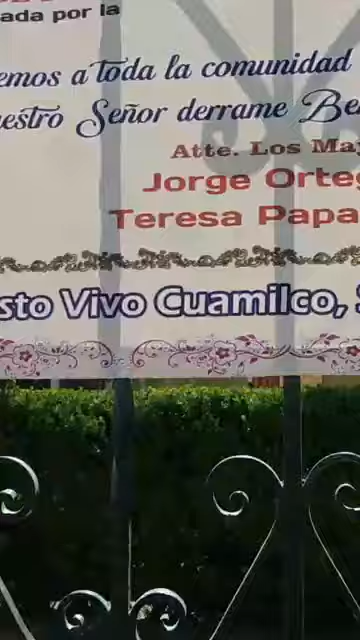 ada por la
emos a toda la comunidad
estro Señor derrame Be
Atte. Los May
Jorge Orteg
Teresa Papa
sto Vivo Cuamilco,